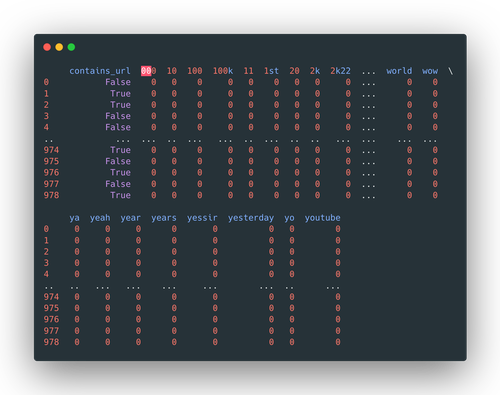 contains_url 000 10 100 100k 11 1st 20 2k 2k22 ... world wow \
0 False 0 0 0 0 0 0 0 0 0 ... 0 0
1 True 0 0 0 0 0 0 0 0 0 ... 0 0
2 True 0 0 0 0 0 0 0 0 0 ... 0 0
3 False 0 0 0 0 0 0 0 0 0 ... 0 0
4 False 0 0 0 0 0 0 0 0 0 ... 0 0
.. ... ... .. ... ... .. ... .. .. ... ... ... ...
974 True 0 0 0 0 0 0 0 0 0 ... 0 0
975 False 0 0 0 0 0 0 0 0 0 ... 0 0
976 True 0 0 0 0 0 0 0 0 0 ... 0 0
977 False 0 0 0 0 0 0 0 0 0 ... 0 0
978 True 0 0 0 0 0 0 0 0 0 ... 0 0
ya yeah year years yessir yesterday yo youtube
0 0 0 0 0 0 0 0 0
1 0 0 0 0 0 0 0 0
2 0 0 0 0 0 0 0 0
3 0 0 0 0 0 0 0 0
4 0 0 0 0 0 0 0 0
.. .. ... ... ... ... ... .. ...
974 0 0 0 0 0 0 0 0
975 0 0 0 0 0 0 0 0
976 0 0 0 0 0 0 0 0
977 0 0 0 0 0 0 0 0
978 0 0 0 0 0 0 0 0